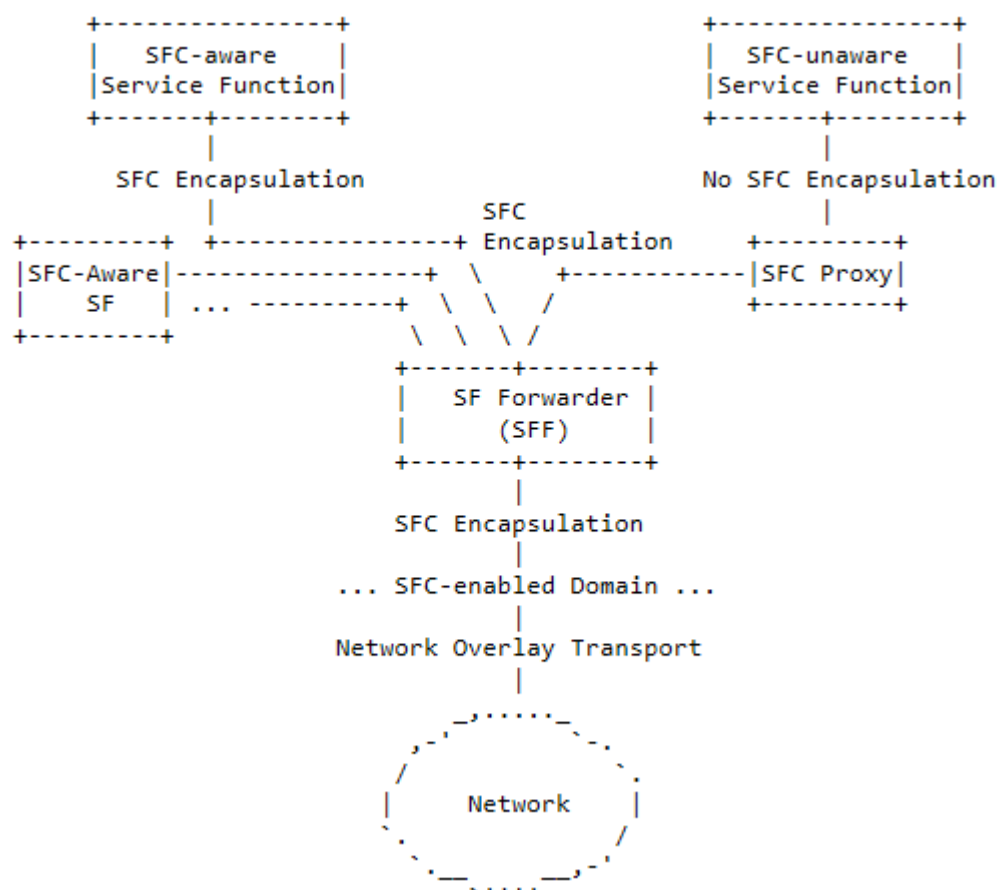 SFC-aware SFC-unaware
Service Function Service Function
SFC Encapsulation No SFC Encapsulation
SFC
Encapsulation
SFC-Aware SFC Proxy
SF ...
SF Forwarder
(SFF)
SFC Encapsulation
... SFC-enabled Domain ...
Network Overlay Transport
Network